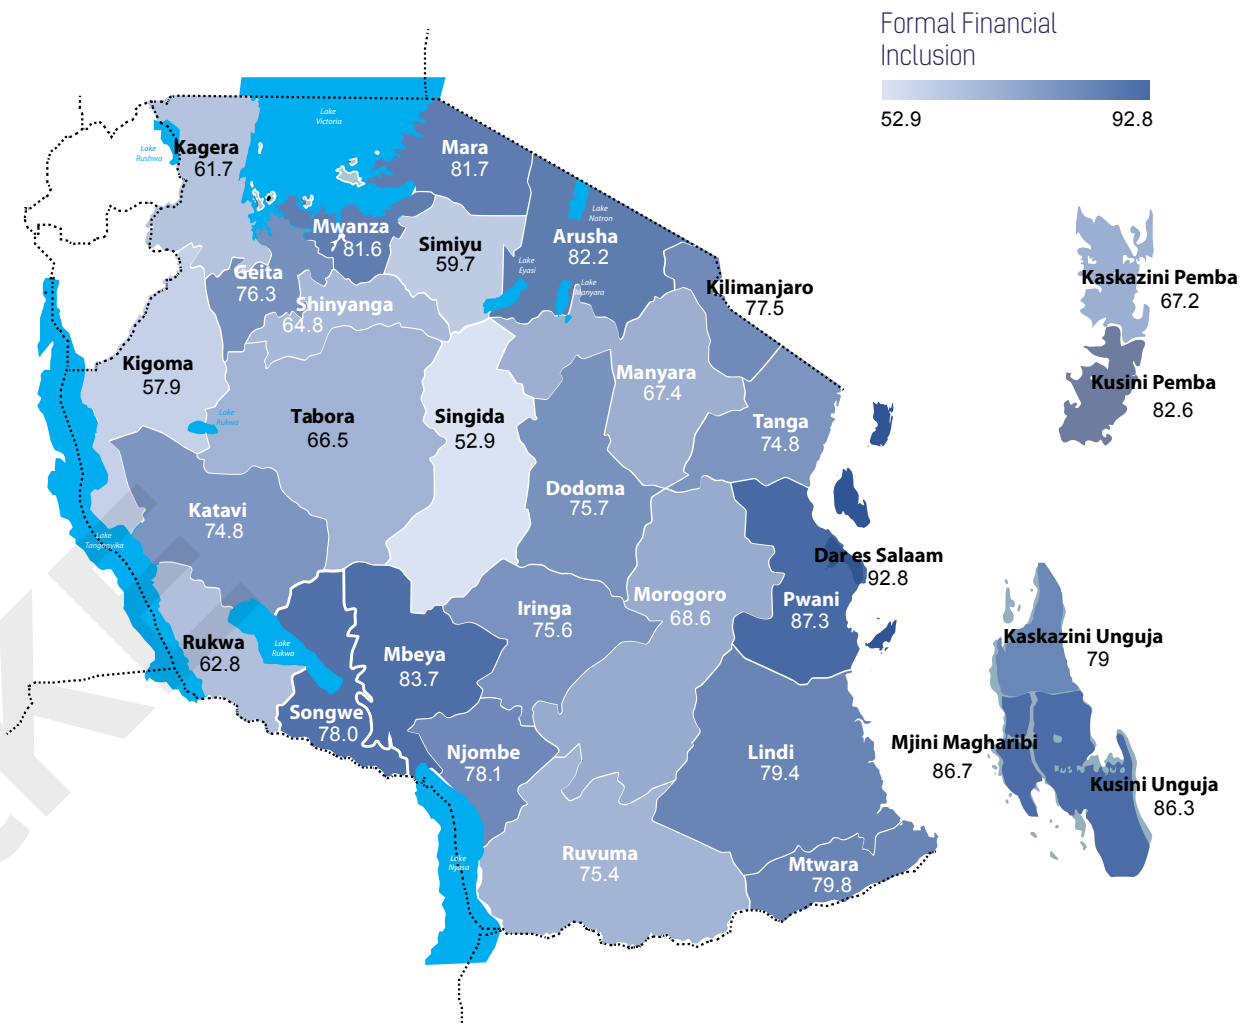 Formal Financial
Inclusion
52.9
92.8
Lake
Victoria
Lake
Rushwa
Kagera
61.7
Mara
81.7
Mwanza
81.6
Simiyu
59.7
Lake
Natron
Arusha
82.2
Lake
Eyasi
Lake
Manyara
Geita
76.3
Shinyanga
64.8
Kilimanjaro
77.5
Kaskazini Pemba
67.2
Kusini Pemba
82.6
Kigoma
57.9
Lake
Rukwa
Tabora
66.5
Singida
52.9
Manyara
67.4
Tanga
74.8
Katavi
74.8
Dodoma
75.7
Lake
Tanganyika
Dar es Salaam
92.8
Pwani
87.3
Iringa
75.6
Morogoro
68.6
Rukwa
62.8
Lake
Rukwa
Mbeya
83.7
Songwe
78.0
Njombe
78.1
Lindi
79.4
Kaskazini Unguja
79
Mjini Magharibi
86.7
Kusini Unguja
86.3
Lake
Nyasa
Ruvuma
75.4
Mtwara
79.8